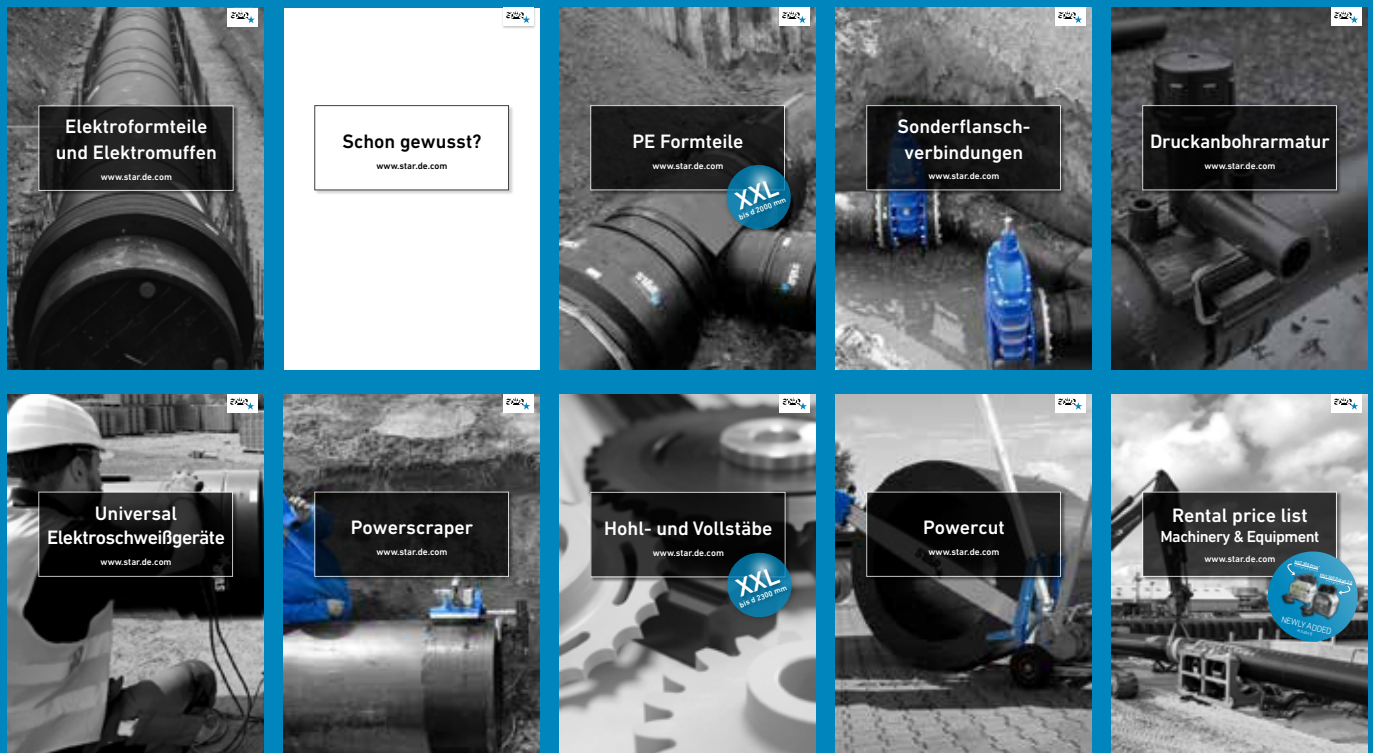 Elektroformteile
und Elektromuffen
www.star.de.com
Schon gewusst?
www.star.de.com
PE Formteile
www.star.de.com
XXL
bis d 2000 mm
Sonderflansch-
verbindungen
www.star.de.com
Druckanbohrarmatur
www.star.de.com
Universal
Elektroschweißgeräte
www.star.de.com
Powerscraper
www.star.de.com
Hohl- und Vollstäbe
www.star.de.com
XXL
bis d 2300 mm
Powercut
www.star.de.com
Rental price list
Machinery & Equipment
www.star.de.com
NEWLY ADDED